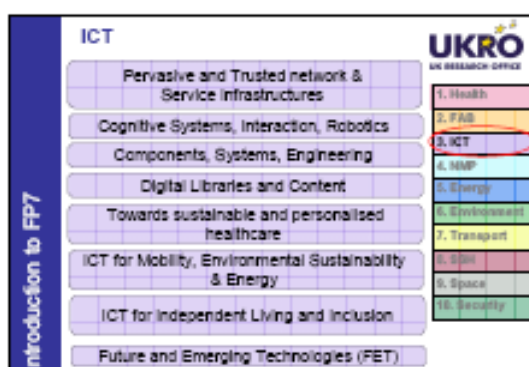 ICT
UKRO
UK RESEARCH OFFICE
Pervasive and Trusted network &
Service Infrastructures
Cognitive Systems, Interaction, Robotics
Components, Systems, Engineering
Digital Libraries and Content
Towards sustainable and personalised
healthcare
ICT for Mobility, Environmental Sustainability
& Energy
ICT for Independent Living and Inclusion
Future and Emerging Technologies (FET)
1. Health
2. FAB
3. ICT
4. NMP
5. Energy
6. Environment
7. Transport
8. SSH
9. Space
10. Security
ntroduction to FP7